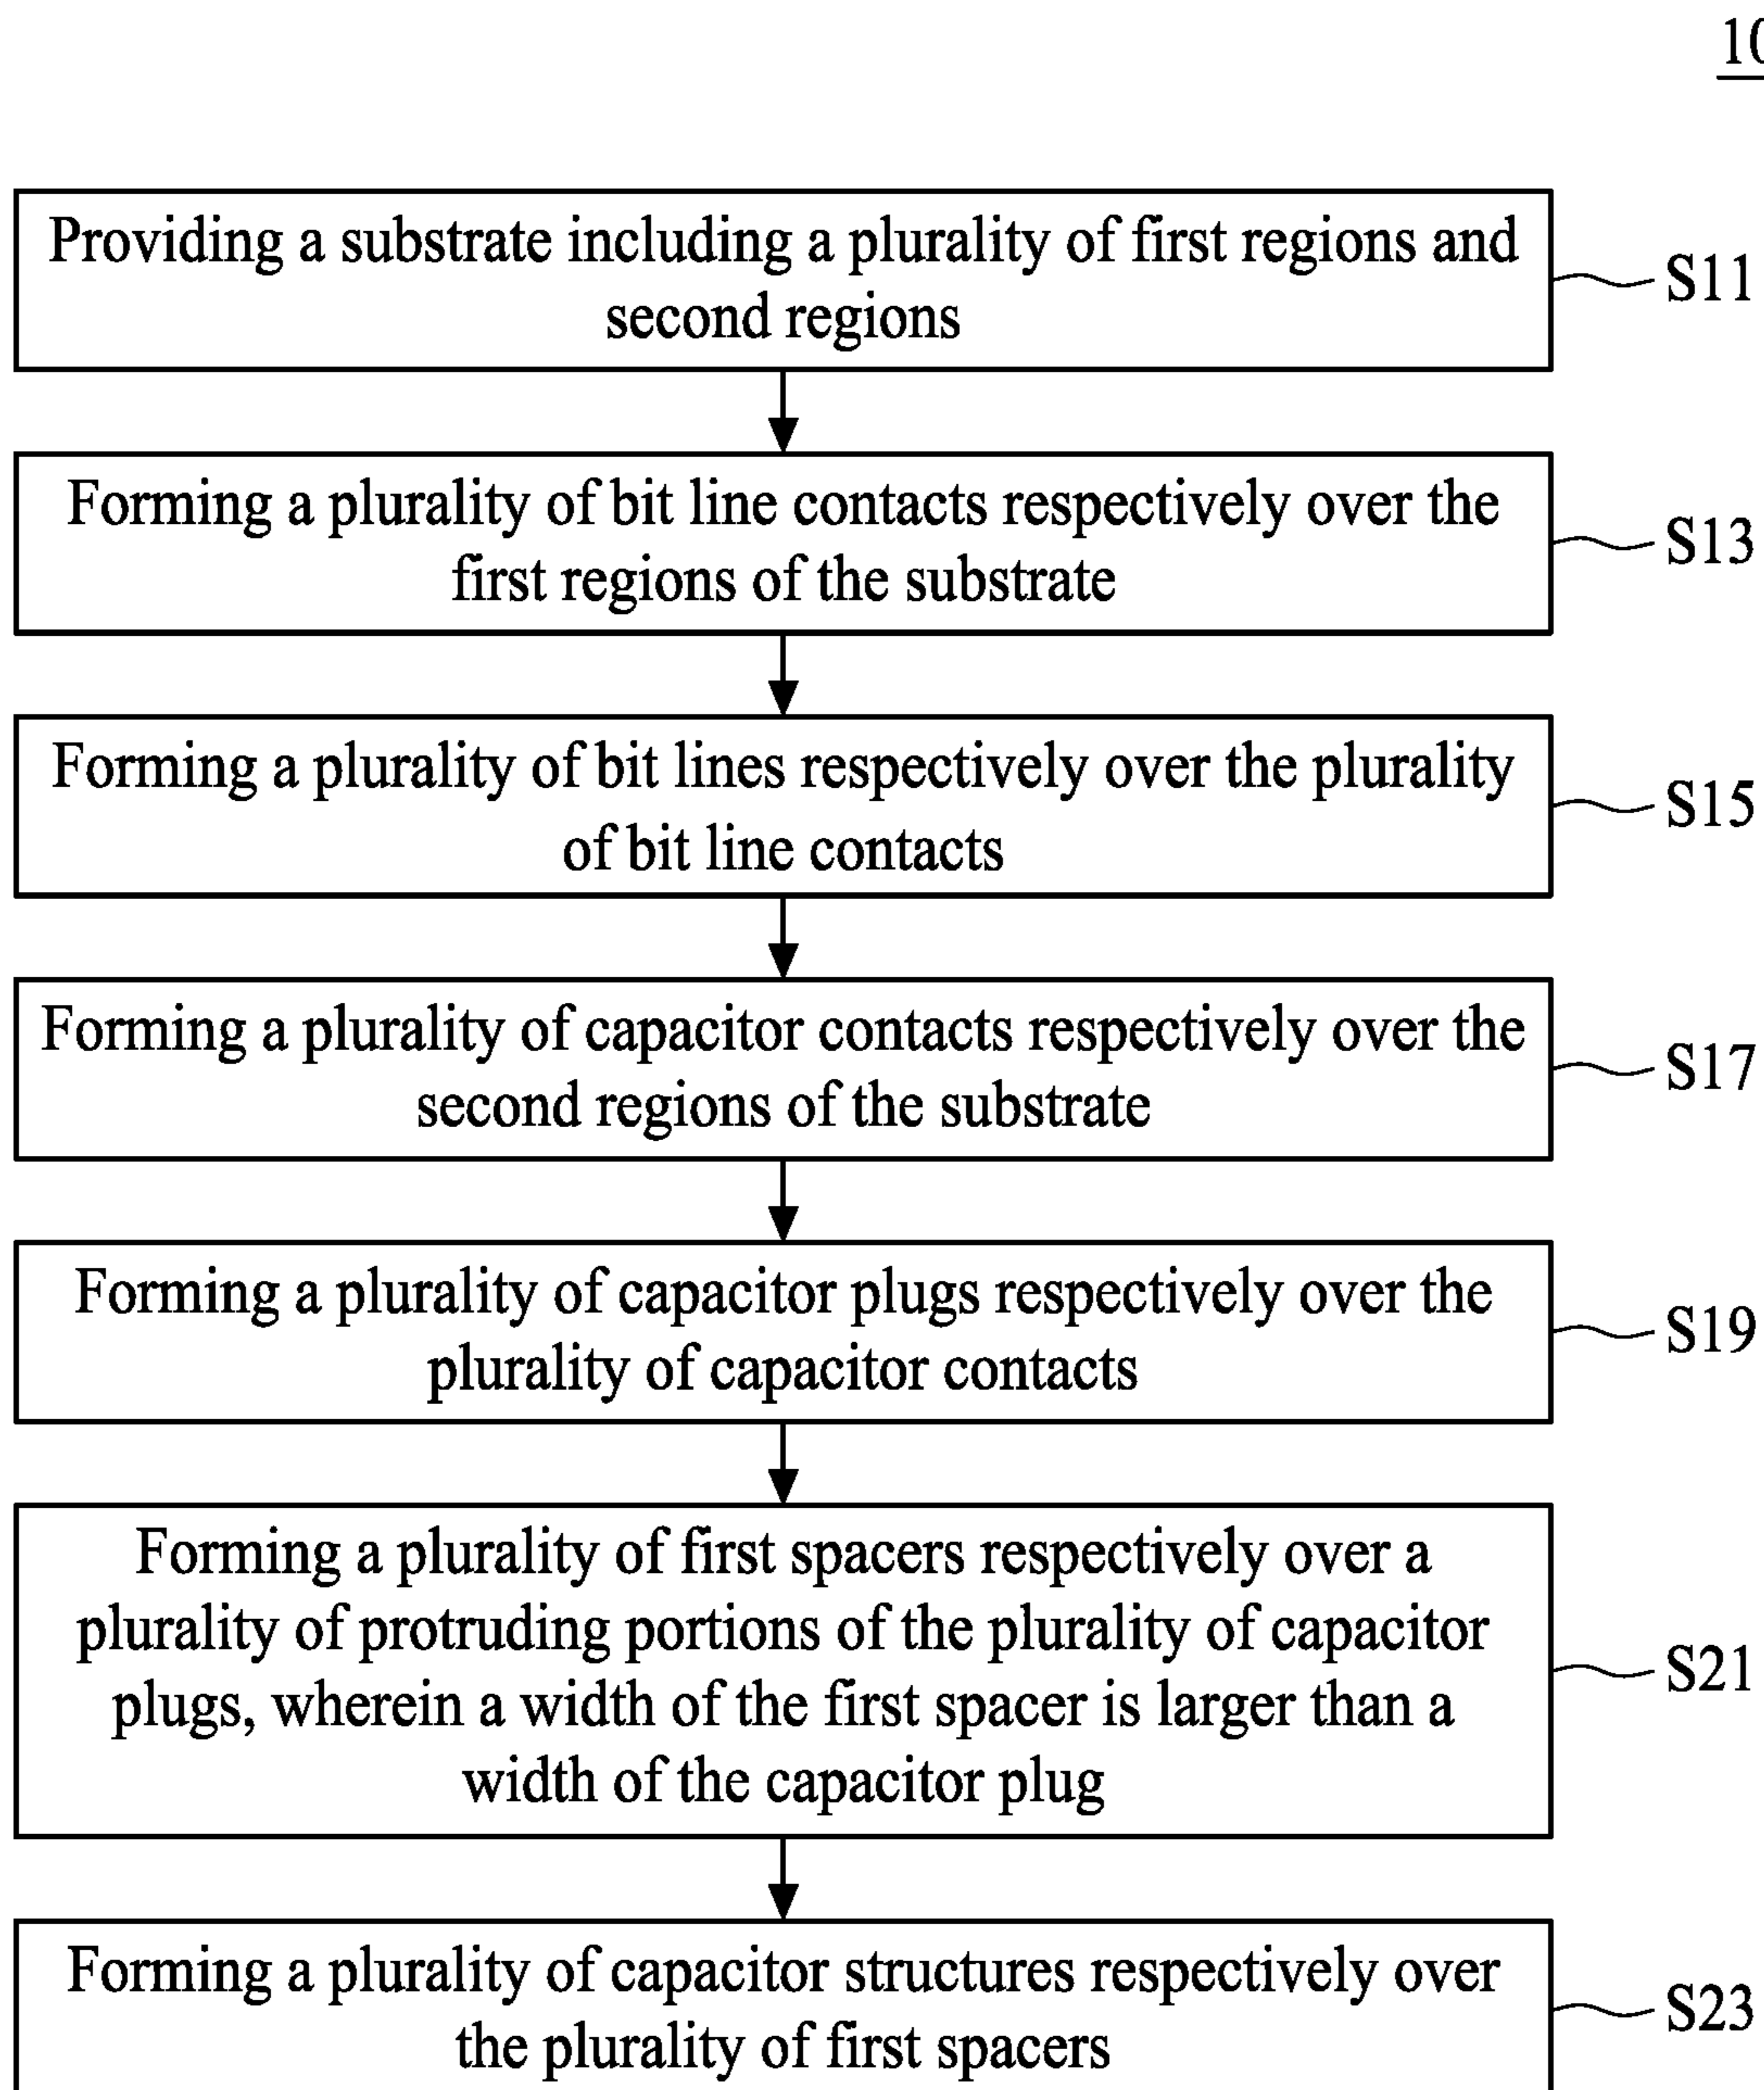 10
Providing a substrate including a plurality of first regions and
second regions
S11
Forming a plurality of bit line contacts respectively over the
first regions of the substrate
S13
Forming a plurality of bit lines respectively over the plurality
of bit line contacts
S15
Forming a plurality of capacitor contacts respectively over the
second regions of the substrate
S17
Forming a plurality of capacitor plugs respectively over the
plurality of capacitor contacts
S19
Forming a plurality of first spacers respectively over a
plurality of protruding portions of the plurality of capacitor
plugs, wherein a width of the first spacer is larger than a
width of the capacitor plug
S21
Forming a plurality of capacitor structures respectively over
the plurality of first spacers
S23